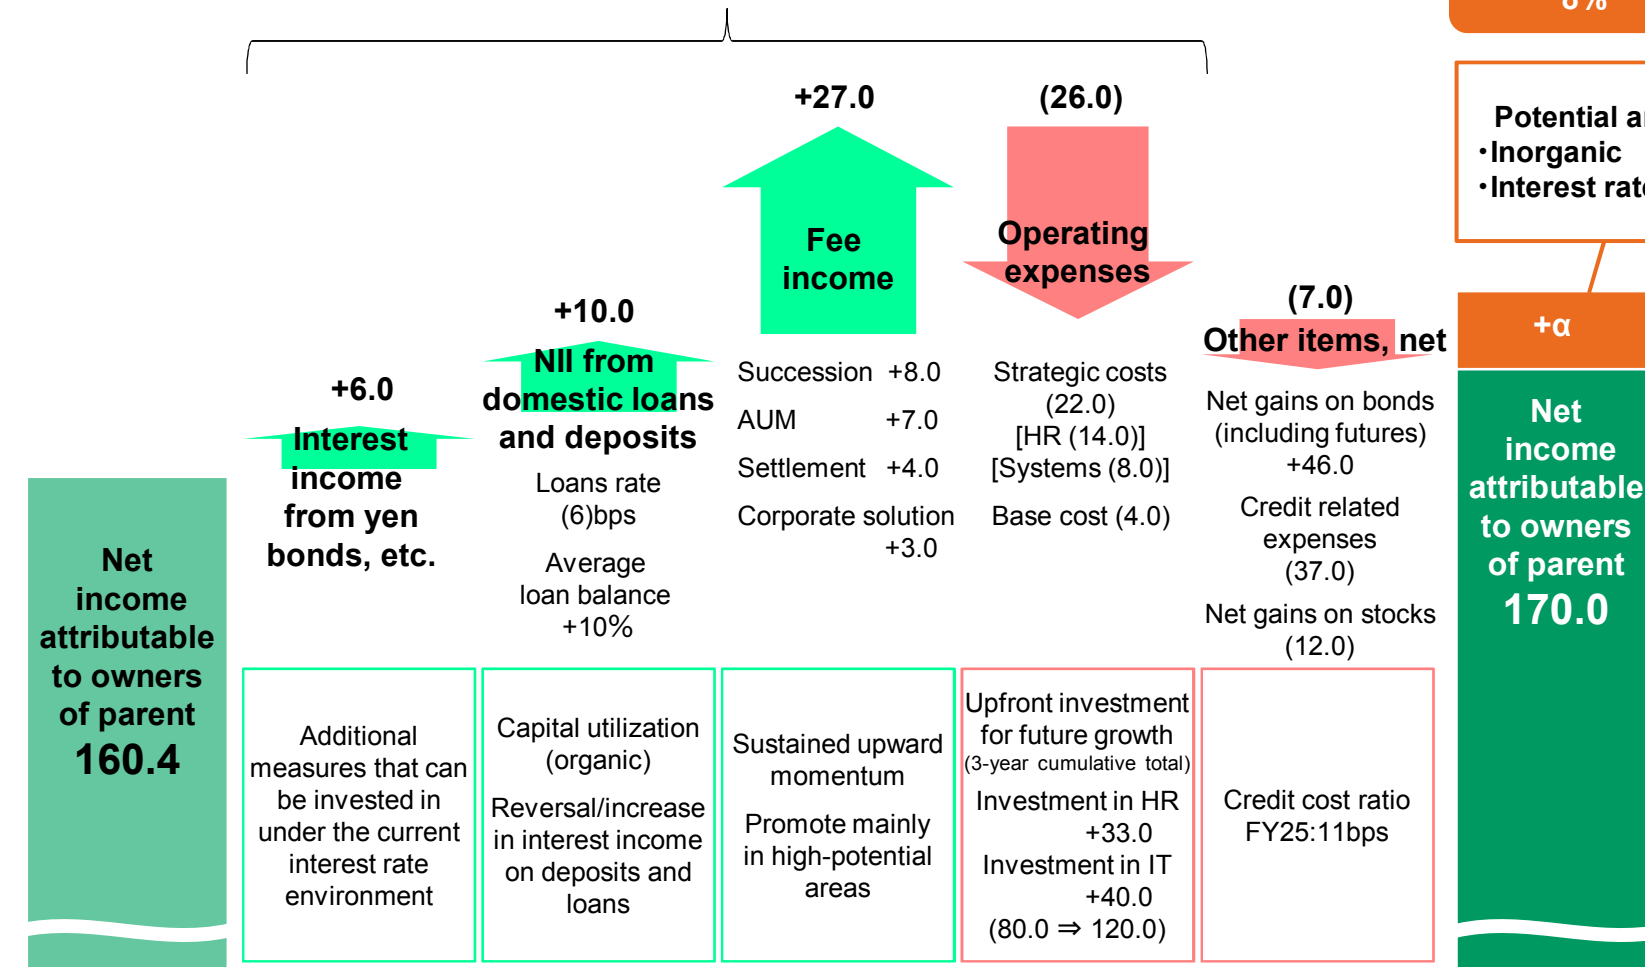 8%
Potential
・Inorganic
・Interest
+27.0
(26.0)
Fee
income
Operating
expenses
+10.0
NII from
domestic loans
and deposits
(7.0)
Other items, net
+α
+6.0
Interest
income
from yen
bonds, etc.
Loans rate
(6)bps
Average
loan balance
+10%
Succession +8.0
AUM +7.0
Settlement +4.0
Corporate solution
+3.0
Strategic costs
(22.0)
[HR (14.0)]
[Systems (8.0)]
Base cost (4.0)
Net gains on bonds
(including futures)
+46.0
Credit related
expenses
(37.0)
Net gains on stocks
(12.0)
Net
income
attributable
to owners
of parent
170.0
Net
income
attributable
to owners
of parent
160.4
Additional
measures that can
be invested in
under the current
interest rate
environment
Capital utilization
(organic)
Reversal/increase
in interest income
on deposits and
loans
Sustained upward
momentum
Promote mainly
in high-potential
areas
Upfront investment
for future growth
(3-year cumulative total)
Investment in HR
+33.0
Investment in IT
+40.0
(80.0 ⇒ 120.0)
Credit cost ratio
FY25:11bps